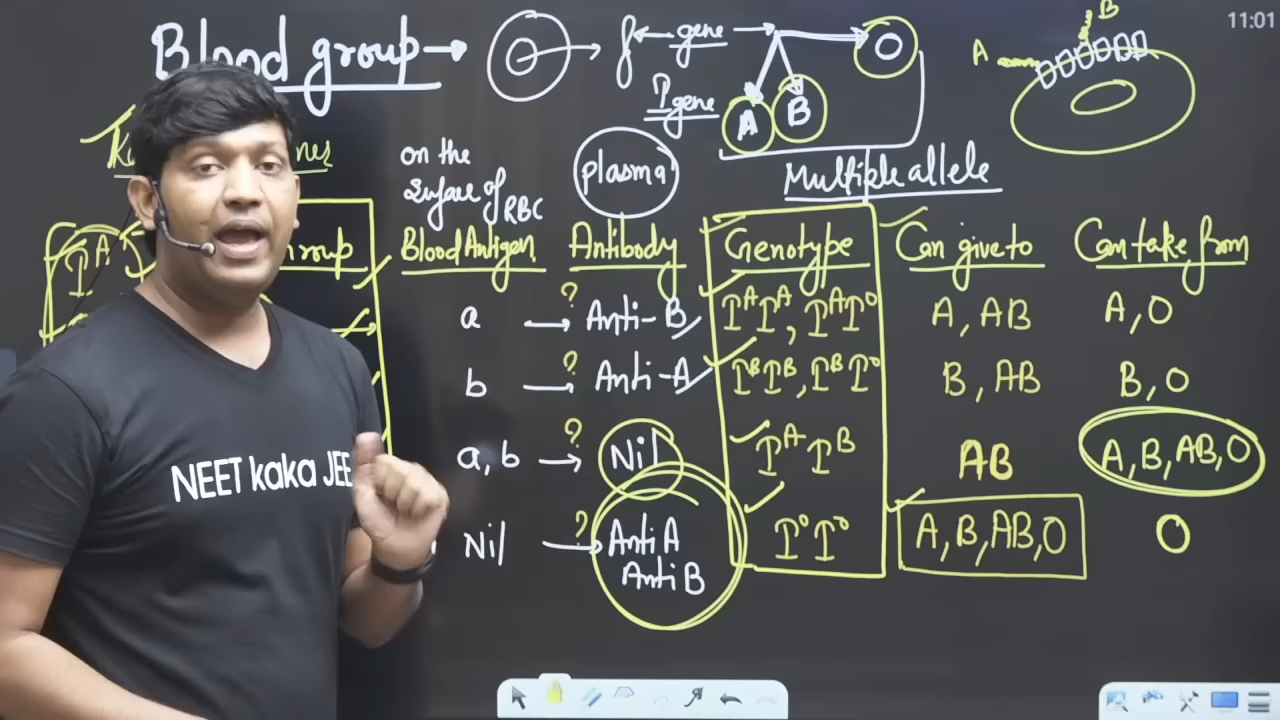 11:01
Blood group → f gene
I gene
A B O
A B
on the
surface of RBC
plasma
Multiple allele
I^A roup Blood Antigen Antibody Genotype Can give to Can take from
a → ? Anti-B I^A I^A, I^A I^O A, AB A, O
b → ? Anti-A I^B I^B, I^B I^O B, AB B, O
a, b → ? Nil I^A I^B AB A, B, AB, O
Nil → ? Anti A I^O I^O A, B, AB, O O
Anti B
NEET kaka JEE